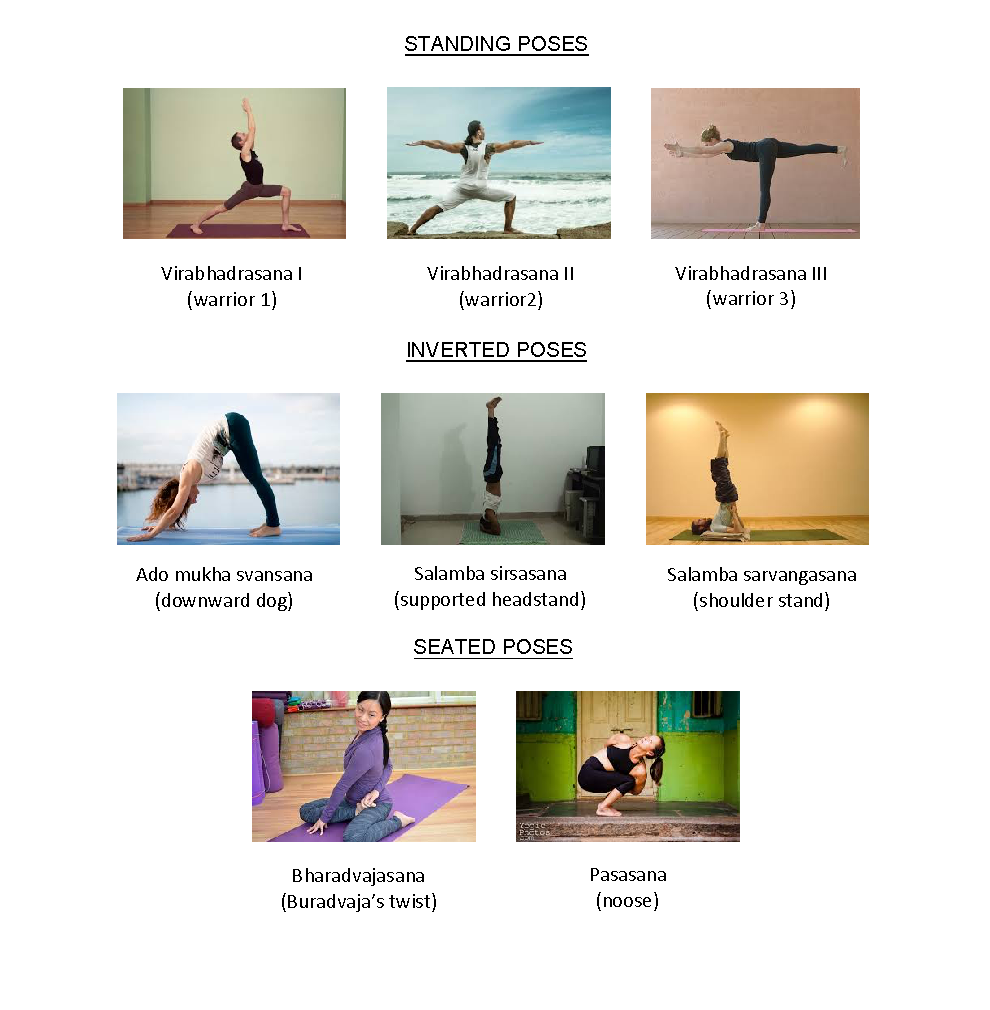 STANDING POSES
Virabhadrasana I
(warrior 1)
Virabhadrasana II
(warrior2)
Virabhadrasana III
(warrior 3)
INVERTED POSES
Ado mukha svansana
(downward dog)
Salamba sirsasana
(supported headstand)
Salamba sarvangasana
(shoulder stand)
SEATED POSES
Bharadvajasana
(Buradvaja’s twist)
Pasasana
(noose)